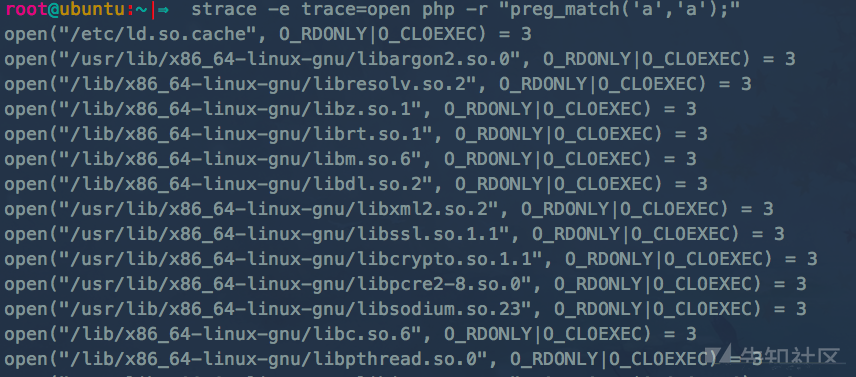 root@ubuntu:~|⇒  strace -e trace=open php -r "preg_match('a','a');"
open("/etc/ld.so.cache", O_RDONLY|O_CLOEXEC) = 3
open("/usr/lib/x86_64-linux-gnu/libargon2.so.0", O_RDONLY|O_CLOEXEC) = 3
open("/lib/x86_64-linux-gnu/libresolv.so.2", O_RDONLY|O_CLOEXEC) = 3
open("/lib/x86_64-linux-gnu/libz.so.1", O_RDONLY|O_CLOEXEC) = 3
open("/lib/x86_64-linux-gnu/librt.so.1", O_RDONLY|O_CLOEXEC) = 3
open("/lib/x86_64-linux-gnu/libm.so.6", O_RDONLY|O_CLOEXEC) = 3
open("/lib/x86_64-linux-gnu/libdl.so.2", O_RDONLY|O_CLOEXEC) = 3
open("/usr/lib/x86_64-linux-gnu/libxml2.so.2", O_RDONLY|O_CLOEXEC) = 3
open("/usr/lib/x86_64-linux-gnu/libssl.so.1.1", O_RDONLY|O_CLOEXEC) = 3
open("/usr/lib/x86_64-linux-gnu/libcrypto.so.1.1", O_RDONLY|O_CLOEXEC) = 3
open("/usr/lib/x86_64-linux-gnu/libpcre2-8.so.0", O_RDONLY|O_CLOEXEC) = 3
open("/usr/lib/x86_64-linux-gnu/libsodium.so.23", O_RDONLY|O_CLOEXEC) = 3
open("/lib/x86_64-linux-gnu/libc.so.6", O_RDONLY|O_CLOEXEC) = 3
open("/lib/x86_64-linux-gnu/libpthread.so.0", O_RDONLY|O_CLOEXEC) = 3
先知社区